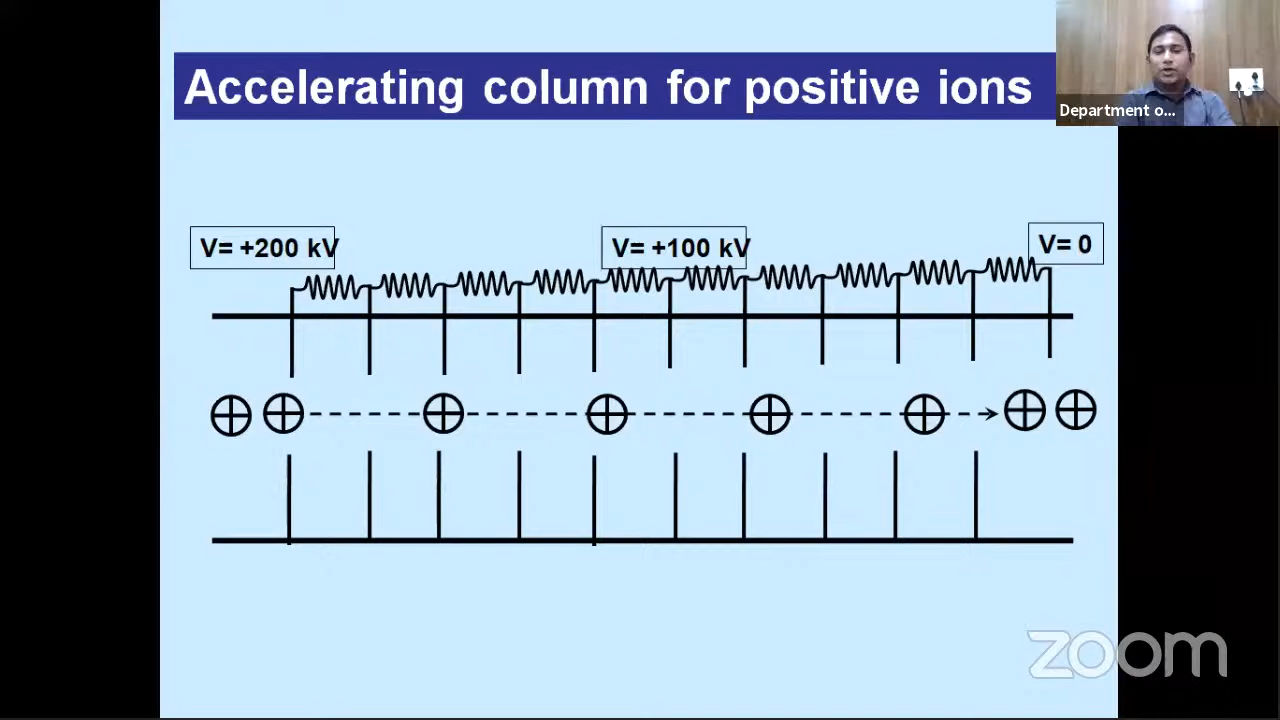 Accelerating column for positive ions
Department o...
V= +200 kV
V= +100 kV
V= 0
zoom